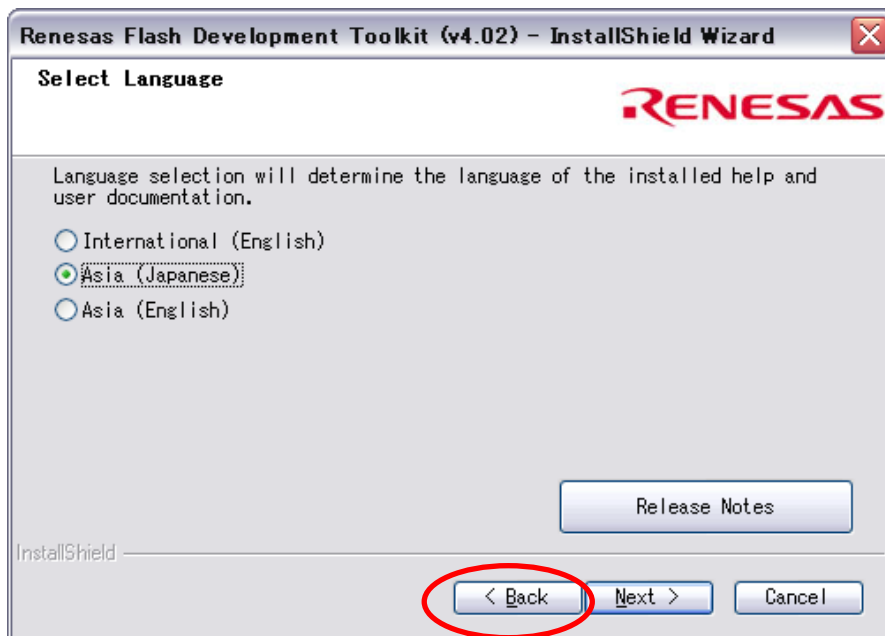 Renesas Flash Development Toolkit (v4.02) - InstallShield Wizard
Select Language
RENESAS
Language selection will determine the language of the installed help and
user documentation.
International (English)
Asia (Japanese)
Asia (English)
Release Notes
InstallShield
< Back Next > Cancel